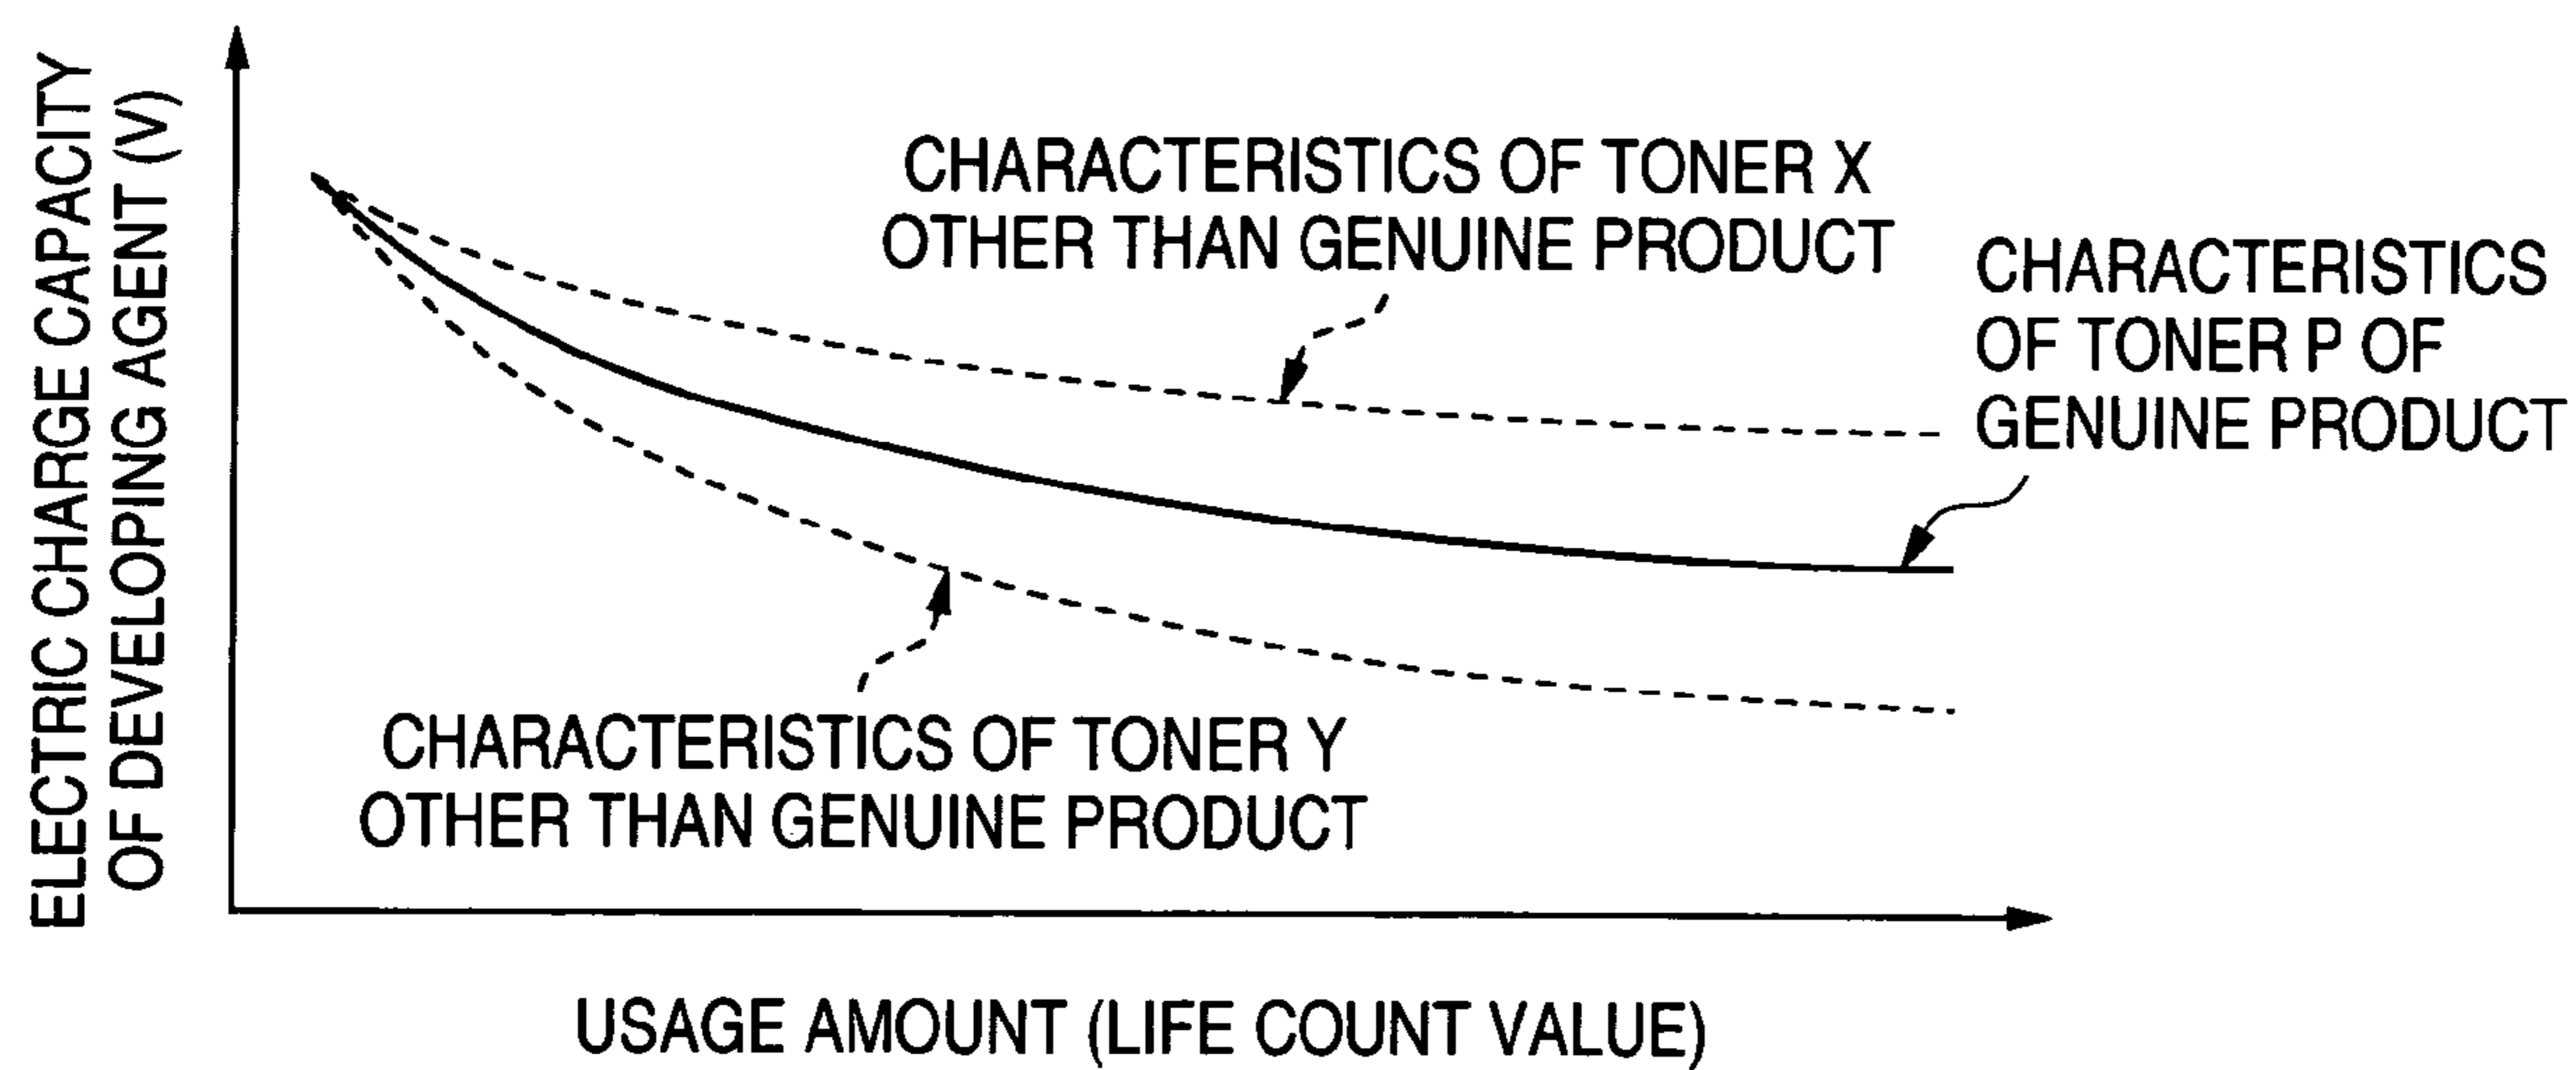 ELECTRIC CHARGE CAPACITY
OF DEVELOPING AGENT (V)
CHARACTERISTICS OF TONER X
OTHER THAN GENUINE PRODUCT
CHARACTERISTICS
OF TONER P OF
GENUINE PRODUCT
CHARACTERISTICS OF TONER Y
OTHER THAN GENUINE PRODUCT
USAGE AMOUNT (LIFE COUNT VALUE)